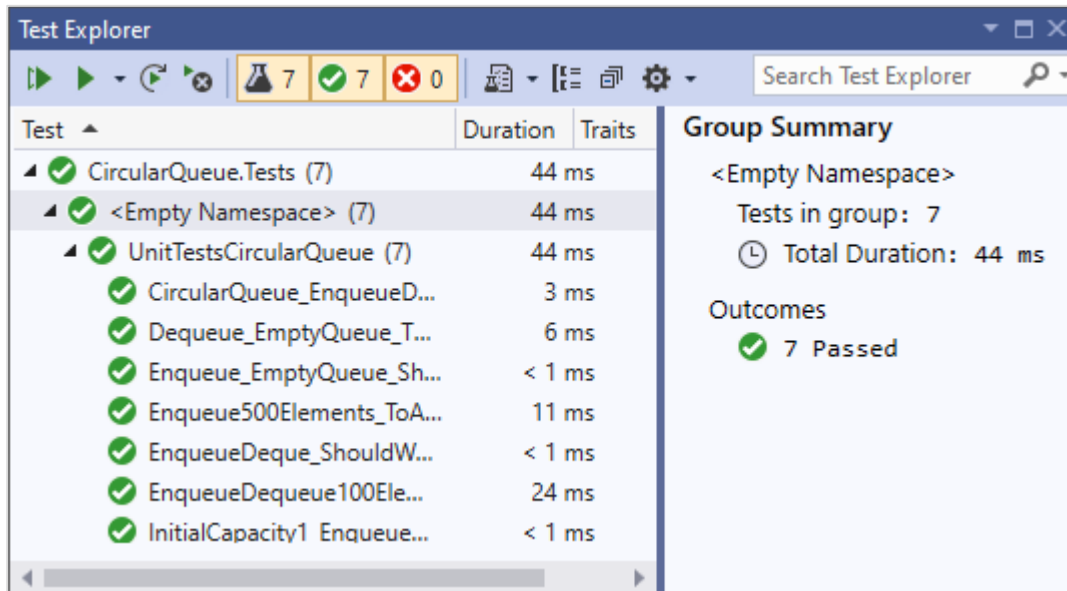 Test Explorer
7 7 0 Search Test Explorer
Test Duration Traits
CircularQueue.Tests (7) 44 ms
<Empty Namespace> (7) 44 ms
UnitTestsCircularQueue (7) 44 ms
CircularQueue_EnqueueD... 3 ms
Dequeue_EmptyQueue_T... 6 ms
Enqueue_EmptyQueue_Sh... < 1 ms
Enqueue500Elements_ToA... 11 ms
EnqueueDeque_ShouldW... < 1 ms
EnqueueDequeue100Ele... 24 ms
InitialCapacity1_Enqueue... < 1 ms
Group Summary
<Empty Namespace>
Tests in group: 7
Total Duration: 44 ms
Outcomes
7 Passed